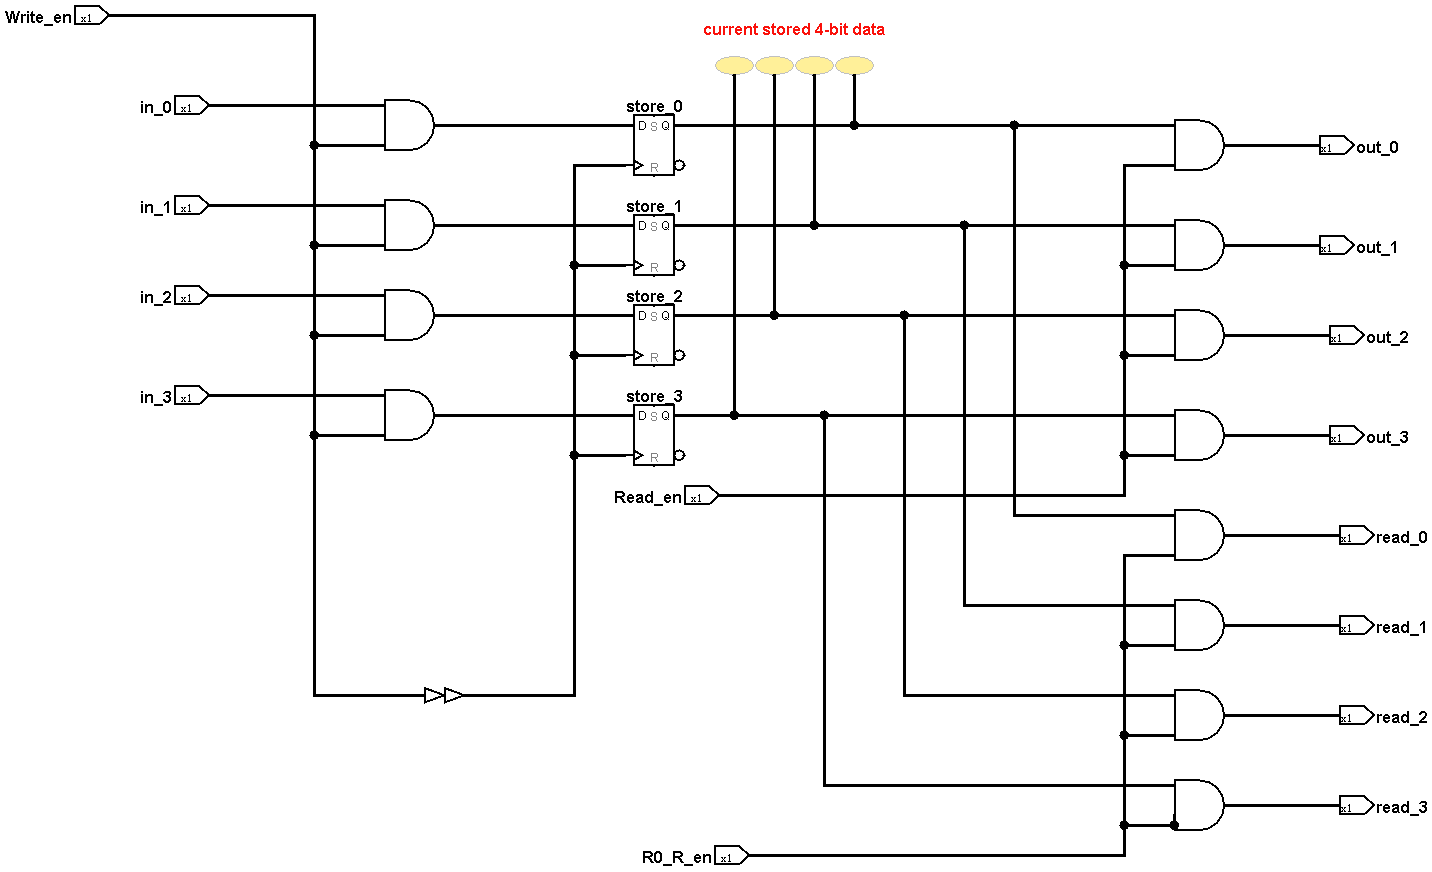 Write_en x1
current stored 4-bit data
in_0 x1
store_0
D S Q
R
x1 out_0
in_1 x1
store_1
D S Q
R
x1 out_1
in_2 x1
store_2
D S Q
R
x1 out_2
in_3 x1
store_3
D S Q
R
x1 out_3
Read_en x1
x1 read_0
x1 read_1
x1 read_2
x1 read_3
R0_R_en x1